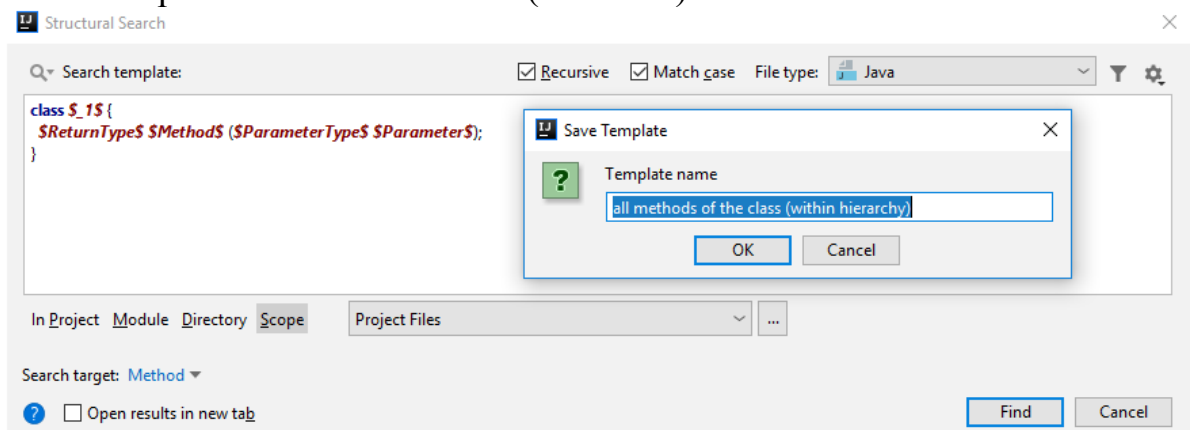 Structural Search
Search template:
Recursive
Match case
File type:
Java
class $_1$ {
$ReturnType$ $Method$ ($ParameterType$ $Parameter$);
}
Save Template
Template name
all methods of the class (within hierarchy)
OK
Cancel
In Project Module Directory Scope
Project Files
...
Search target: Method
Open results in new tab
Find
Cancel